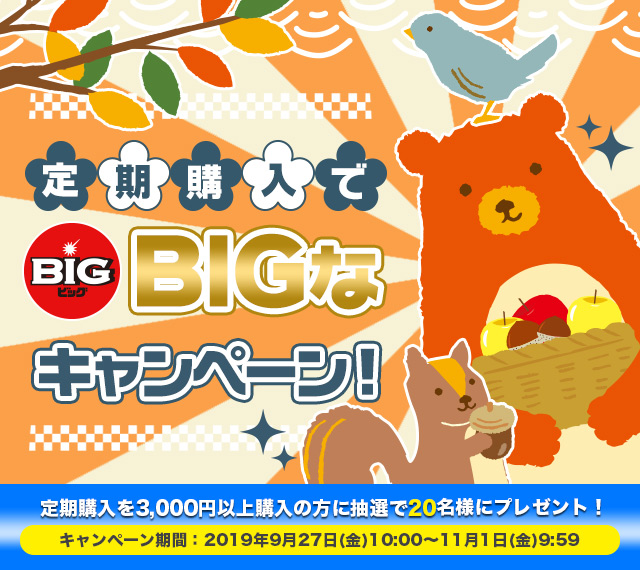 定期購入で
BIG
ビッグ
BIGな
キャンペーン!
定期購入を3,000円以上購入の方に抽選で20名様にプレゼント！
キャンペーン期間：2019年9月27日(金)10:00〜11月1日(金)9:59